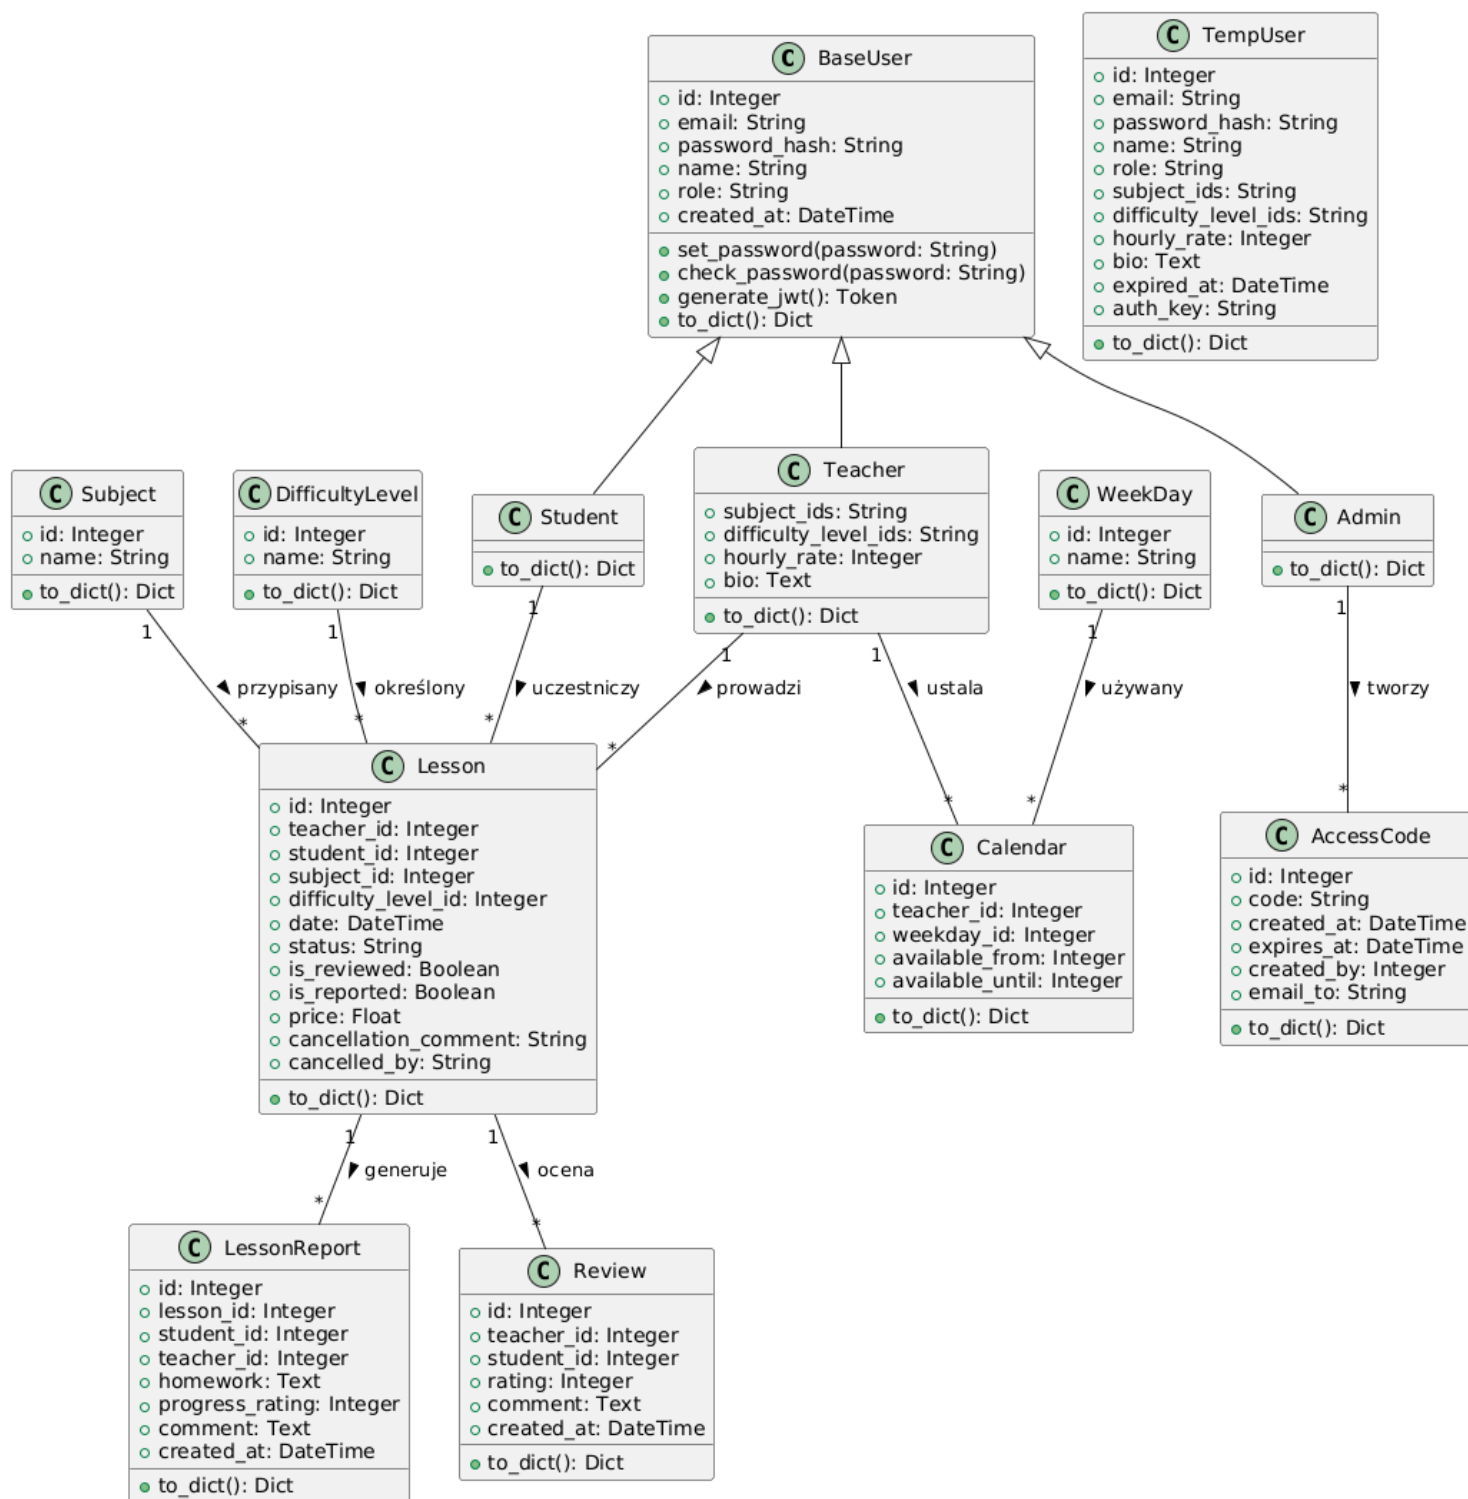 C BaseUser
id: Integer
email: String
password_hash: String
name: String
role: String
created_at: DateTime
set_password(password: String)
check_password(password: String)
generate_jwt(): Token
to_dict(): Dict
C TempUser
id: Integer
email: String
password_hash: String
name: String
role: String
subject_ids: String
difficulty_level_ids: String
hourly_rate: Integer
bio: Text
expired_at: DateTime
auth_key: String
to_dict(): Dict
C Subject
id: Integer
name: String
to_dict(): Dict
C DifficultyLevel
id: Integer
name: String
to_dict(): Dict
C Student
to_dict(): Dict
C Teacher
subject_ids: String
difficulty_level_ids: String
hourly_rate: Integer
bio: Text
to_dict(): Dict
C WeekDay
id: Integer
name: String
to_dict(): Dict
C Admin
to_dict(): Dict
1
przypisany
*
1
określony
*
1
uczestniczy
*
1
prowadzi
*
1
ustala
*
1
używany
*
1
tworzy
*
C Lesson
id: Integer
teacher_id: Integer
student_id: Integer
subject_id: Integer
difficulty_level_id: Integer
date: DateTime
status: String
is_reviewed: Boolean
is_reported: Boolean
price: Float
cancellation_comment: String
cancelled_by: String
to_dict(): Dict
C Calendar
id: Integer
teacher_id: Integer
weekday_id: Integer
available_from: Integer
available_until: Integer
to_dict(): Dict
C AccessCode
id: Integer
code: String
created_at: DateTime
expires_at: DateTime
created_by: Integer
email_to: String
to_dict(): Dict
1
generuje
*
1
ocena
*
C LessonReport
id: Integer
lesson_id: Integer
student_id: Integer
teacher_id: Integer
homework: Text
progress_rating: Integer
comment: Text
created_at: DateTime
to_dict(): Dict
C Review
id: Integer
teacher_id: Integer
student_id: Integer
rating: Integer
comment: Text
created_at: DateTime
to_dict(): Dict